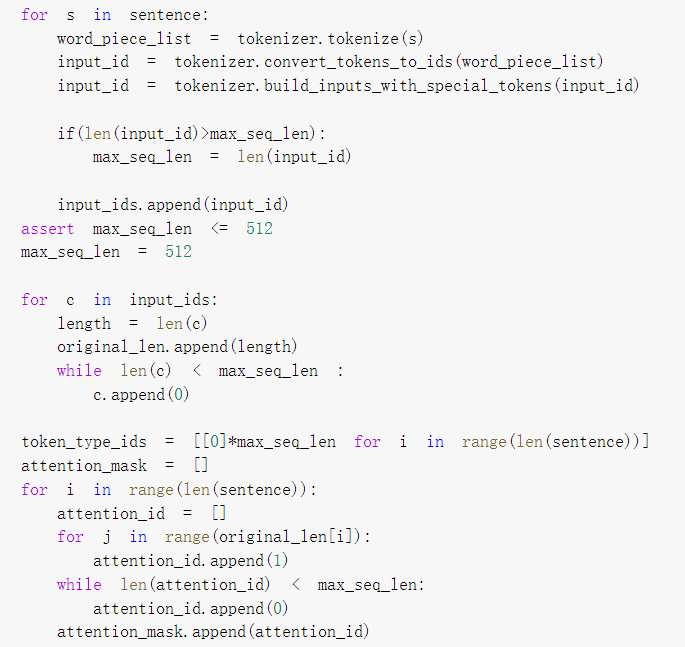 for s in sentence:
    word_piece_list = tokenizer.tokenize(s)
    input_id = tokenizer.convert_tokens_to_ids(word_piece_list)
    input_id = tokenizer.build_inputs_with_special_tokens(input_id)

    if(len(input_id)>max_seq_len):
        max_seq_len = len(input_id)

    input_ids.append(input_id)
assert max_seq_len <= 512
max_seq_len = 512

for c in input_ids:
    length = len(c)
    original_len.append(length)
    while len(c) < max_seq_len :
        c.append(0)

token_type_ids = [[0]*max_seq_len for i in range(len(sentence))]
attention_mask = []
for i in range(len(sentence)):
    attention_id = []
    for j in range(original_len[i]):
        attention_id.append(1)
    while len(attention_id) < max_seq_len:
        attention_id.append(0)
    attention_mask.append(attention_id)